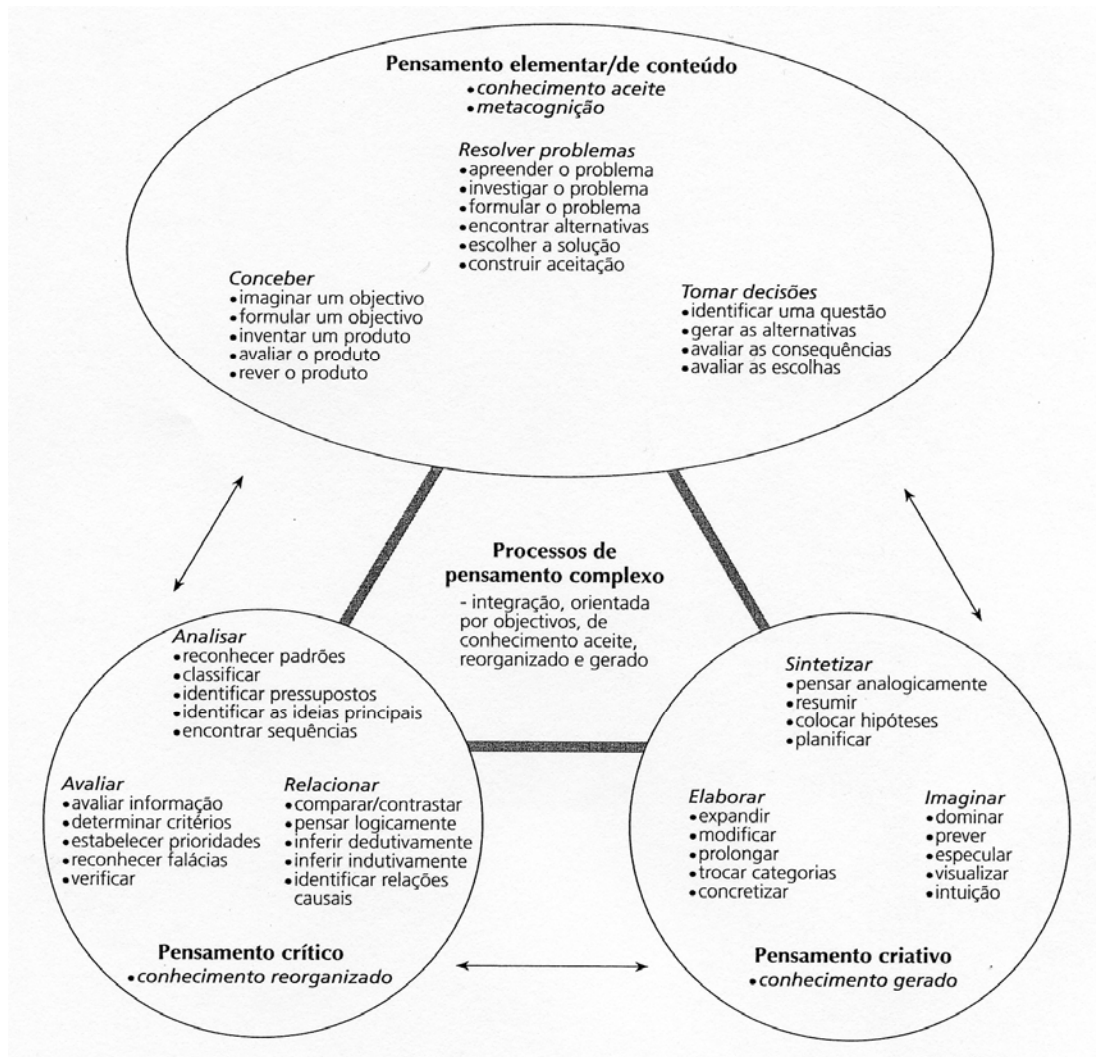 Pensamento elementar/de conteúdo
•conhecimento aceite
•metacognição
Resolver problemas
•apreender o problema
•investigar o problema
•formular o problema
•encontrar alternativas
•escolher a solução
•construir aceitação
Conceber
•imaginar um objectivo
•formular um objectivo
•inventar um produto
•avaliar o produto
•rever o produto
Tomar decisões
•identificar uma questão
•gerar as alternativas
•avaliar as consequências
•avaliar as escolhas
Processos de
pensamento complexo
- integração, orientada
por objectivos, de
conhecimento aceite,
reorganizado e gerado
Analisar
•reconhecer padrões
•classificar
•identificar pressupostos
•identificar as ideias principais
•encontrar sequências
Avaliar
•avaliar informação
•determinar critérios
•estabelecer prioridades
•reconhecer falácias
•verificar
Relacionar
•comparar/contrastar
•pensar logicamente
•inferir dedutivamente
•inferir indutivamente
•identificar relações
causais
Pensamento crítico
•conhecimento reorganizado
Sintetizar
•pensar analogicamente
•resumir
•colocar hipóteses
•planificar
Elaborar
•expandir
•modificar
•prolongar
•trocar categorias
•concretizar
Imaginar
•dominar
•prever
•especular
•visualizar
•intuição
Pensamento criativo
•conhecimento gerado